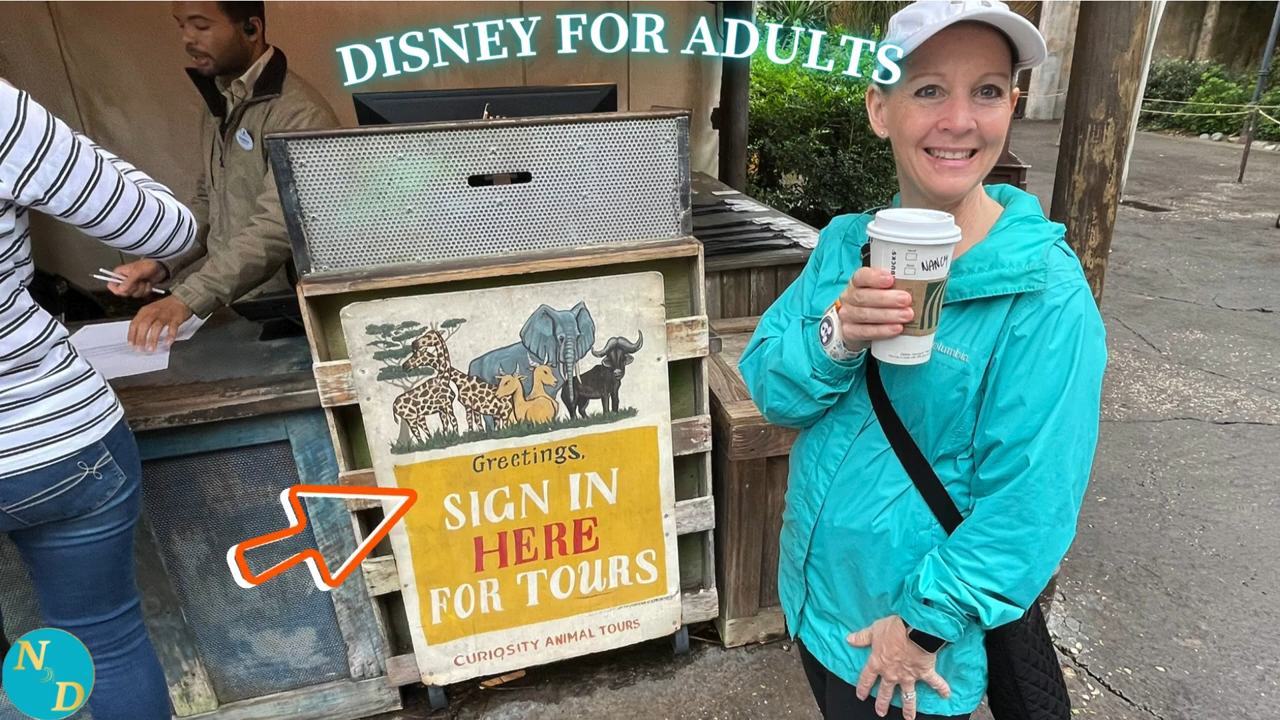 DISNEY FOR ADULTS
NANCY
Columbia
Greetings,
SIGN IN
HERE
FOR TOURS
CURIOSITY ANIMAL TOURS
N D